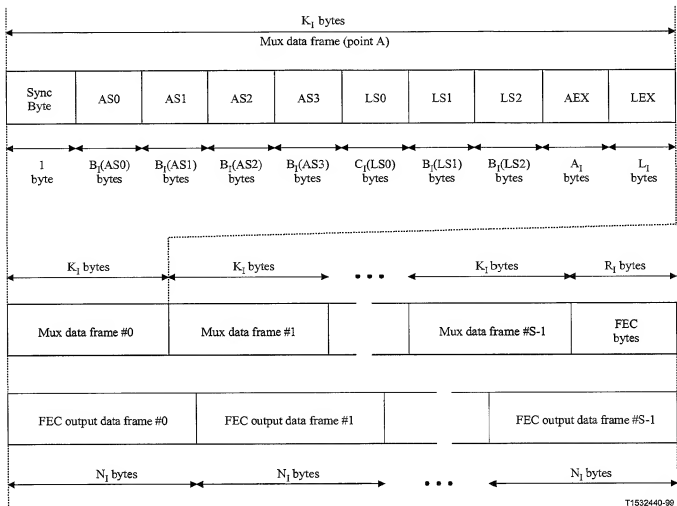 K_I bytes
Mux data frame (point A)
Sync Byte AS0 AS1 AS2 AS3 LS0 LS1 LS2 AEX LEX
1 byte B_I(AS0) bytes B_I(AS1) bytes B_I(AS2) bytes B_I(AS3) bytes C_I(LS0) bytes B_I(LS1) bytes B_I(LS2) bytes A_I bytes L_I bytes
K_I bytes K_I bytes • • • K_I bytes R_I bytes
Mux data frame #0 Mux data frame #1 Mux data frame #S-1 FEC bytes
FEC output data frame #0 FEC output data frame #1 FEC output data frame #S-1
N_I bytes N_I bytes • • • N_I bytes
T1532440-99